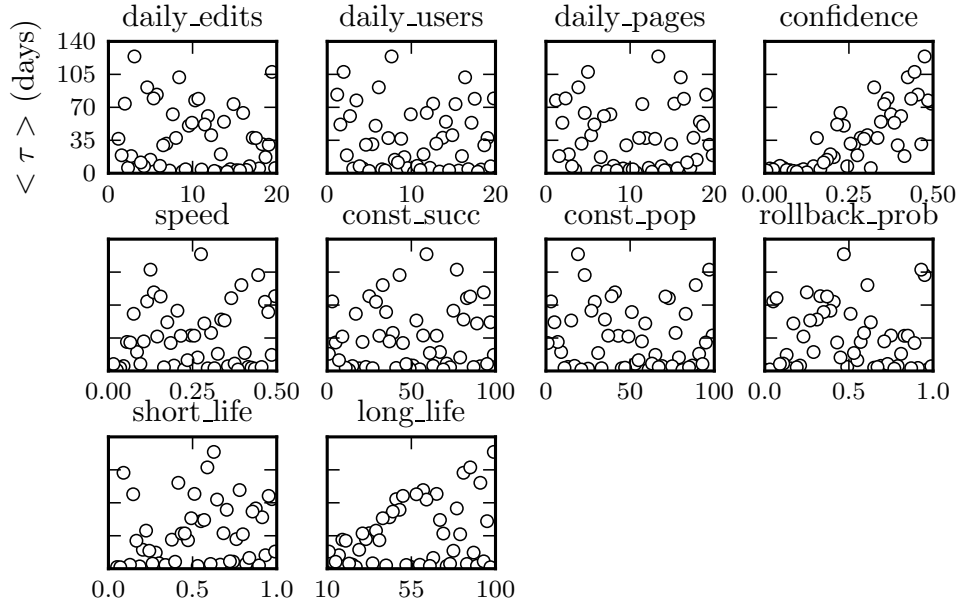 daily_edits daily_users daily_pages confidence
< τ > (days)
140
105
70
35
0
0 10 20 0 10 20 0 10 20 0.00 0.25 0.50
speed const_succ const_pop rollback_prob
0.00 0.25 0.50 0 50 100 0 50 100 0.0 0.5 1.0
short_life long_life
0.0 0.5 1.0 10 55 100